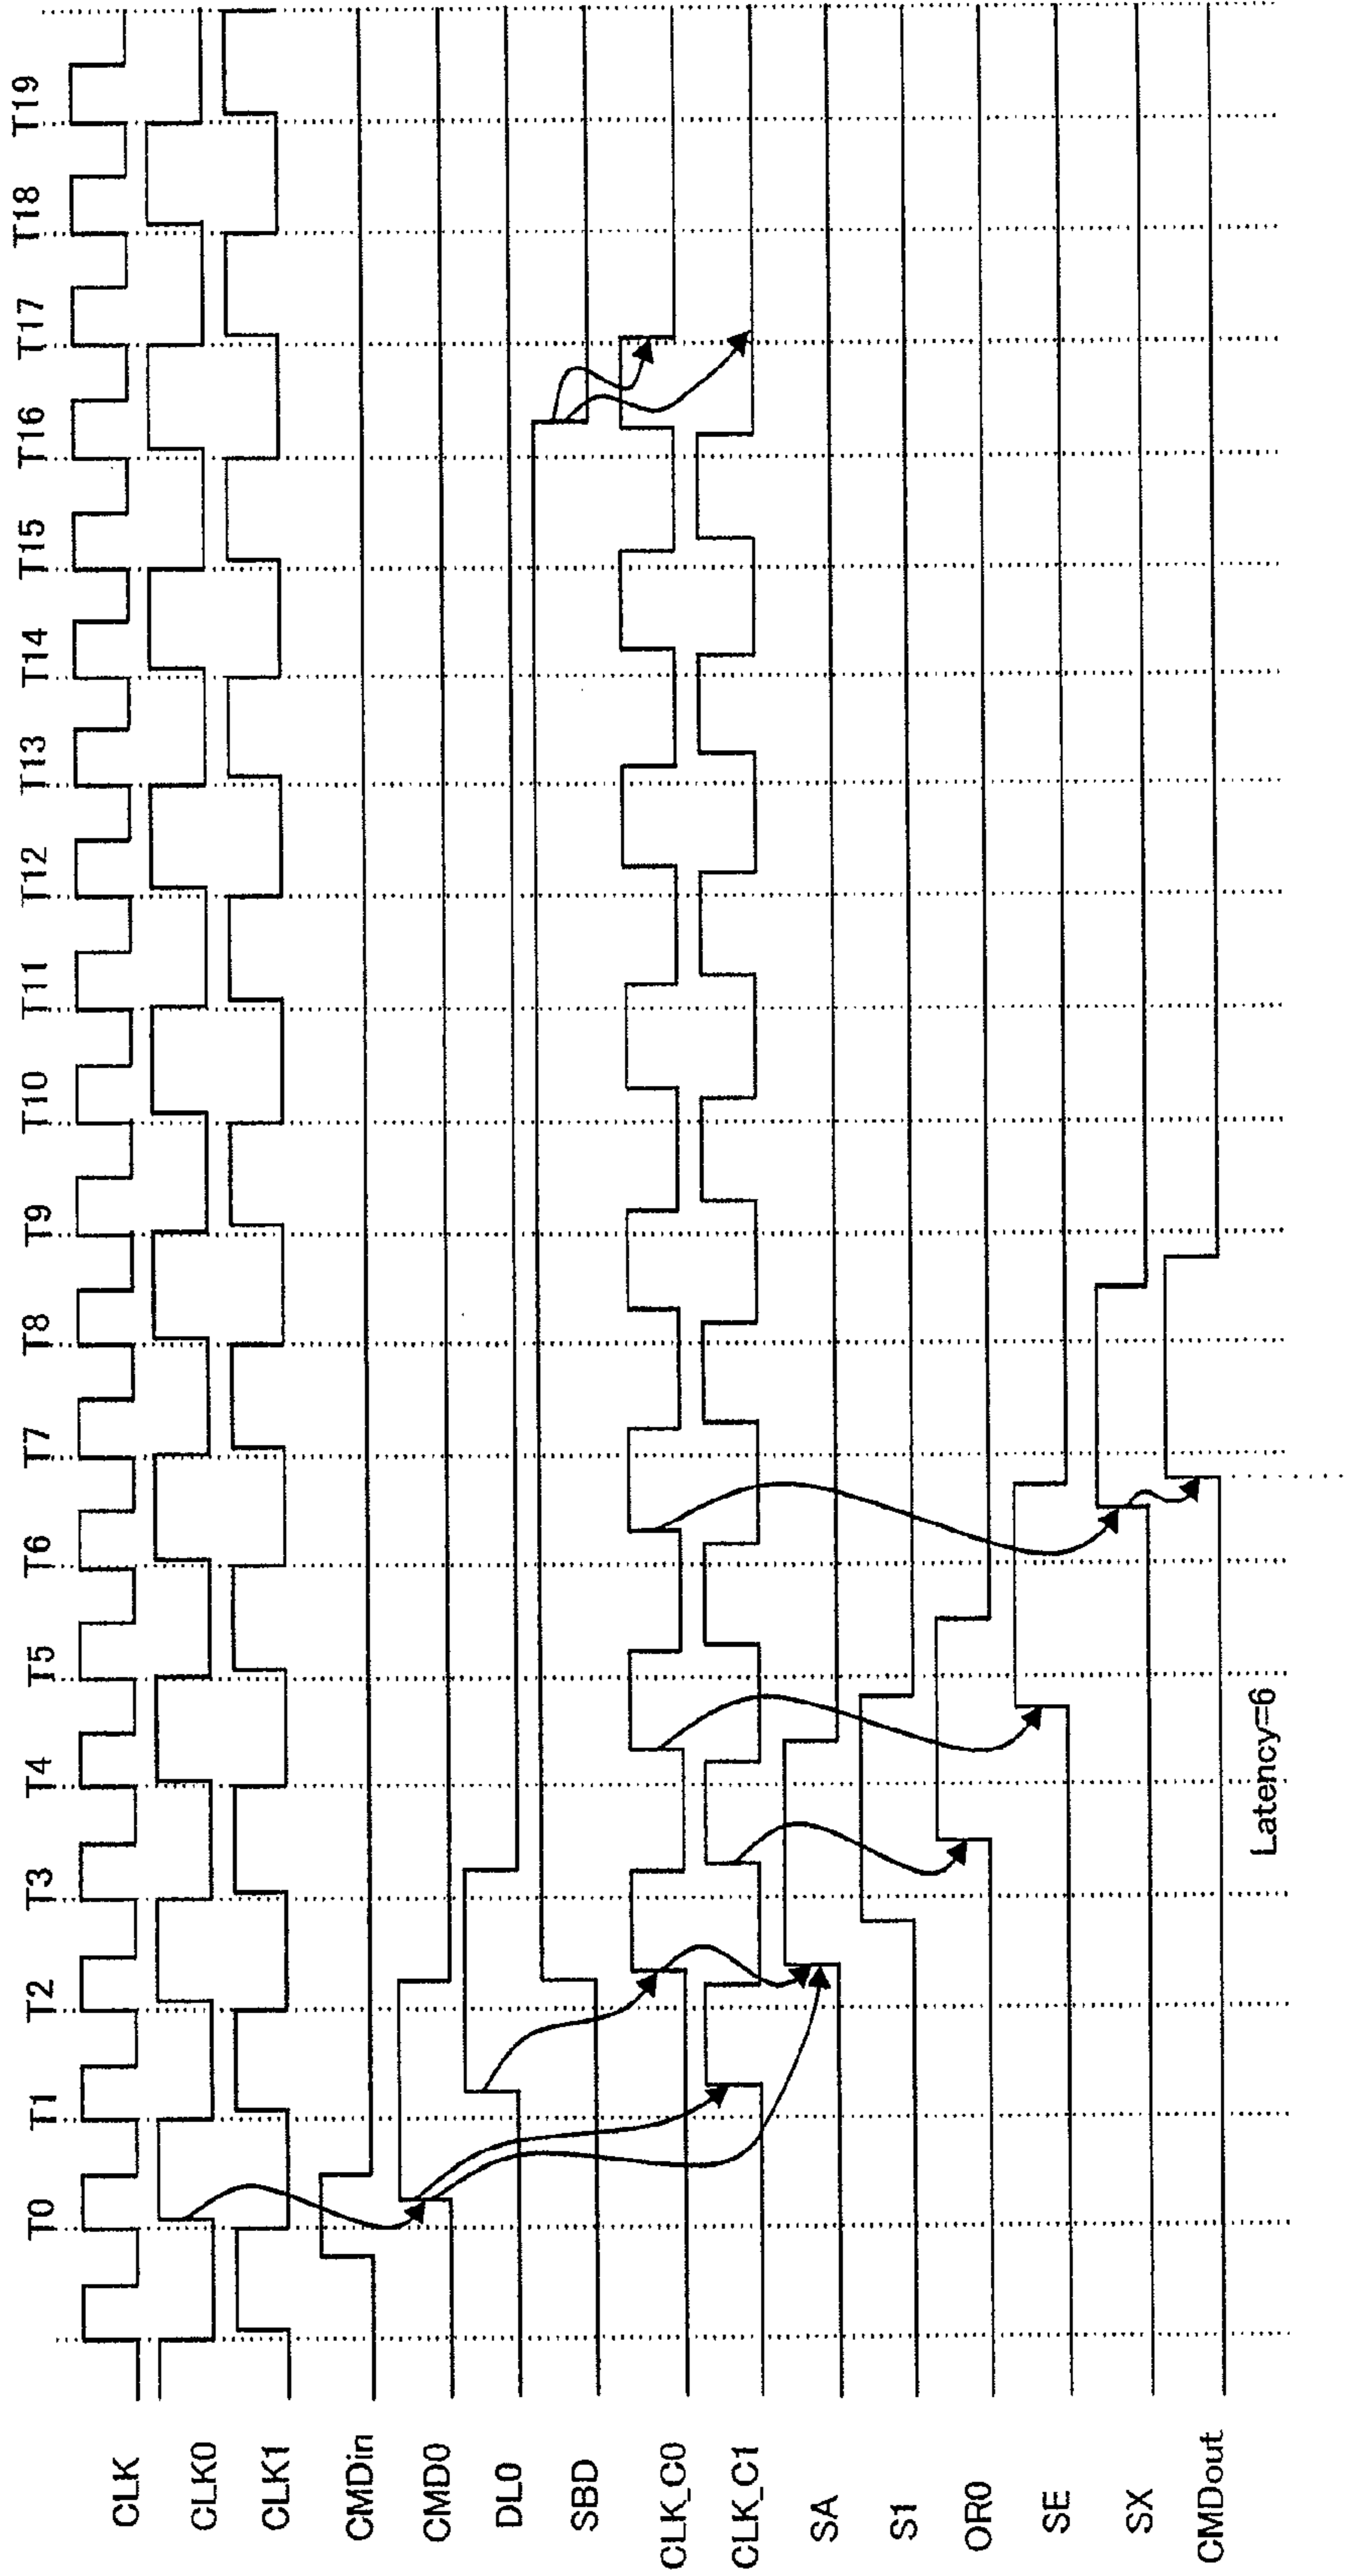 T0 T1 T2 T3 T4 T5 T6 T7 T8 T9 T10 T11 T12 T13 T14 T15 T16 T17 T18 T19
CLK
CLK0
CLK1
CMDin
CMD0
DL0
SBD
CLK_C0
CLK_C1
SA
S1
OR0
SE
SX
CMDout
Latency=6